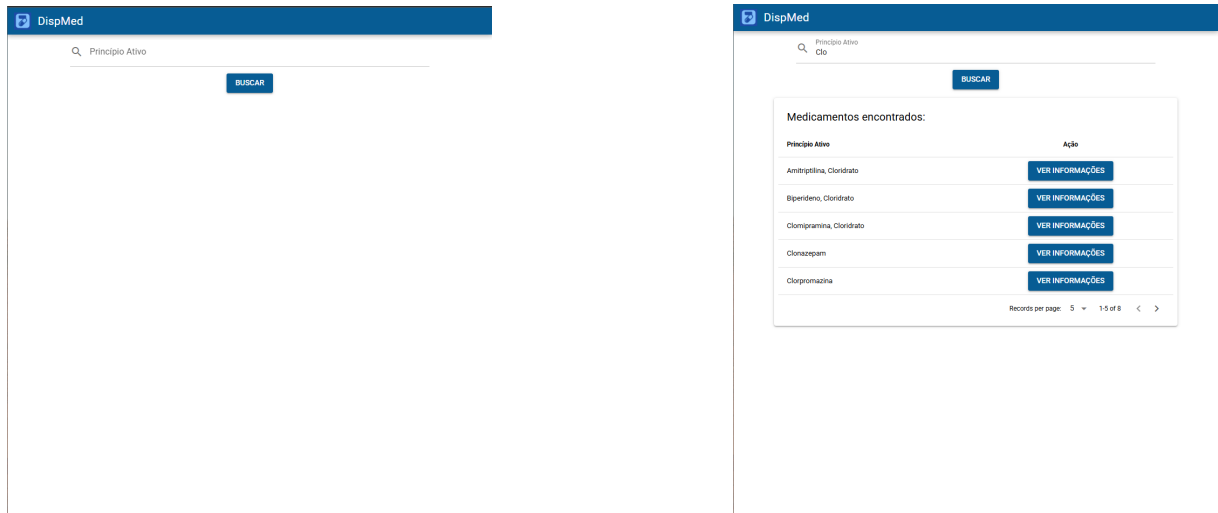 DispMed
Princípio Ativo
BUSCAR
DispMed
Princípio Ativo
Clo
BUSCAR
Medicamentos encontrados:
Princípio Ativo Ação
Amitriptilina, Cloridrato VER INFORMAÇÕES
Biperideno, Cloridrato VER INFORMAÇÕES
Clomipramina, Cloridrato VER INFORMAÇÕES
Clonazepam VER INFORMAÇÕES
Clorpromazina VER INFORMAÇÕES
Records per page: 5 1-5 of 8